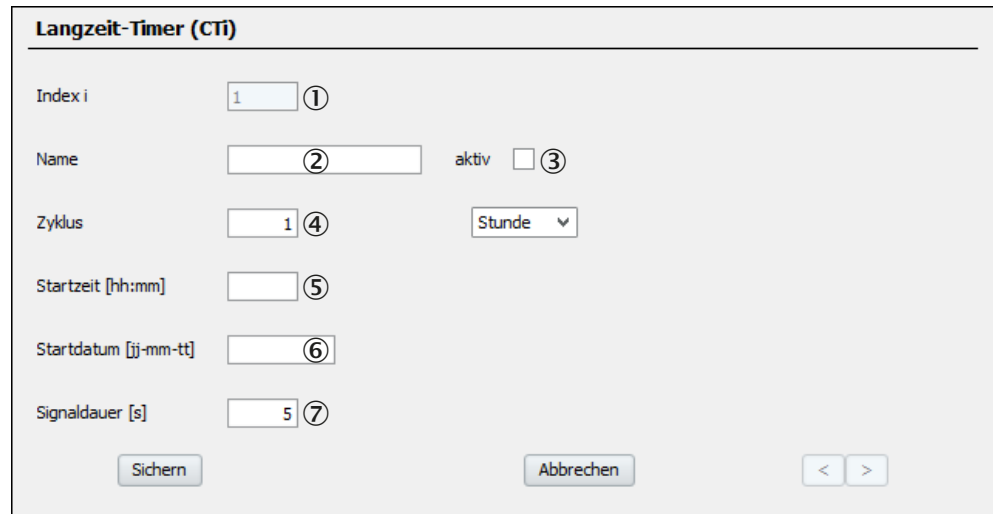 Langzeit-Timer (CTi)
Index i 1 ①
Name ② aktiv ③
Zyklus 1 ④ Stunde
Startzeit [hh:mm] ⑤
Startdatum [jj-mm-tt] ⑥
Signaldauer [s] 5 ⑦
Sichern Abbrechen < >